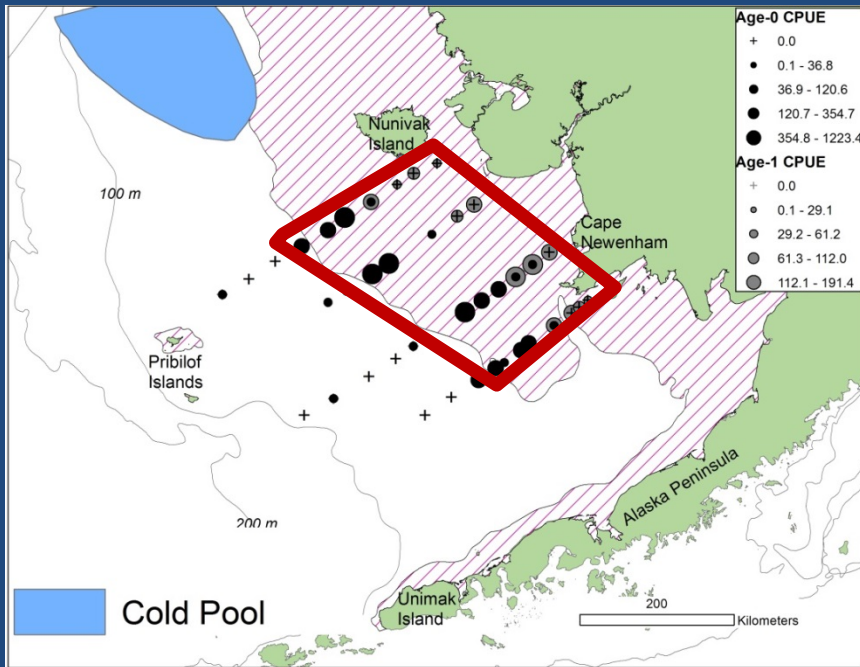 Age-0 CPUE
0.0
0.1 - 36.8
36.9 - 120.6
120.7 - 354.7
354.8 - 1223.4
Age-1 CPUE
0.0
0.1 - 29.1
29.2 - 61.2
61.3 - 112.0
112.1 - 191.4
Nunivak
Island
100 m
Cape
Newenham
Pribilof
Islands
200 m
Alaska Peninsula
Unimak
Island
Cold Pool
200
Kilometers